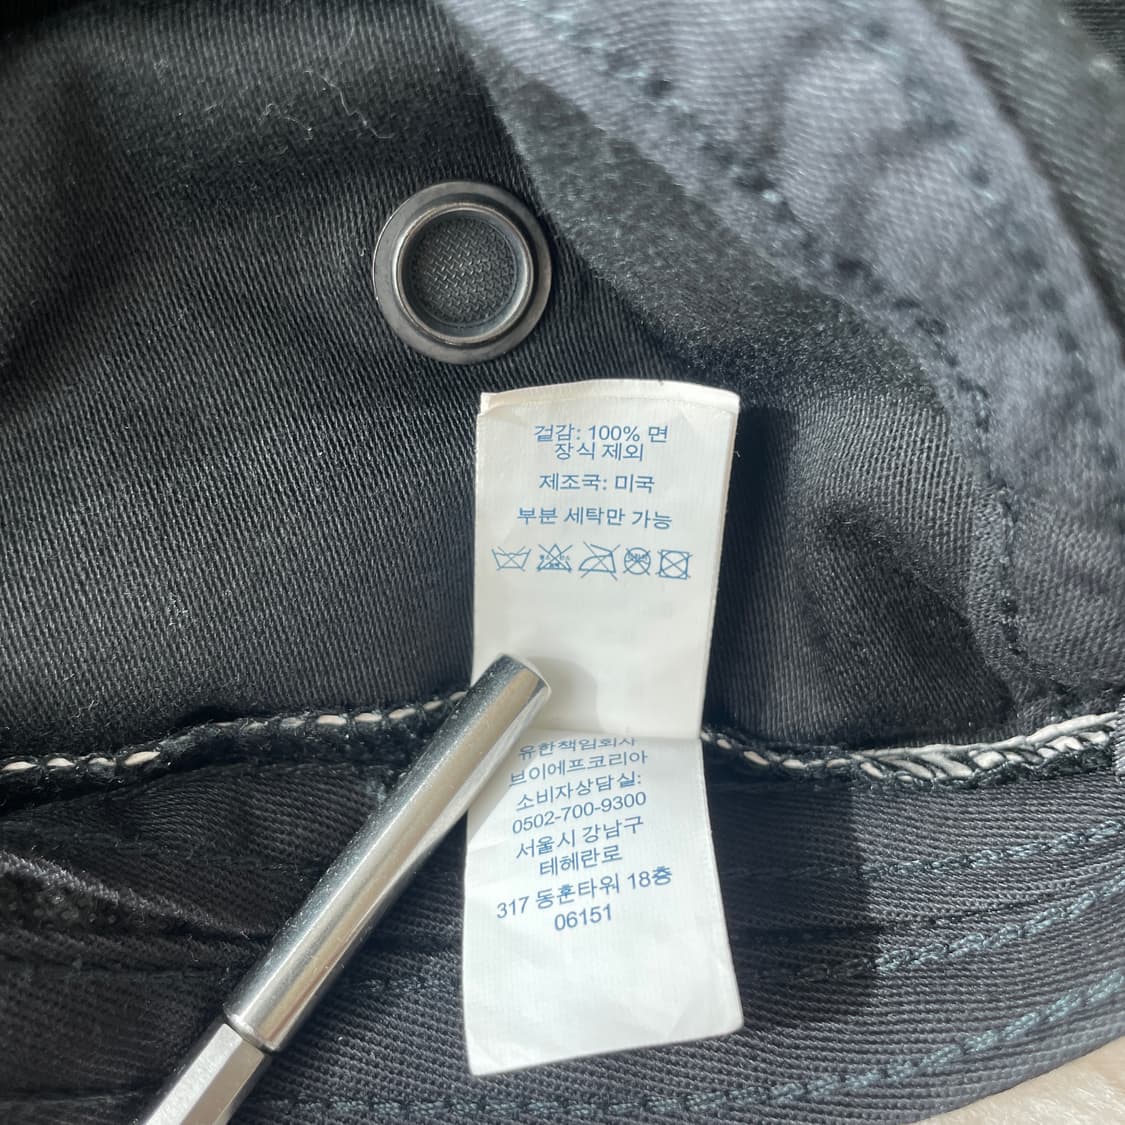 겉감: 100% 면
장식 제외
제조국: 미국
부분 세탁만 가능
유한책임회사
브이에프코리아
소비자상담실:
0502-700-9300
서울시 강남구
테헤란로
317 동훈타워 18층
06151